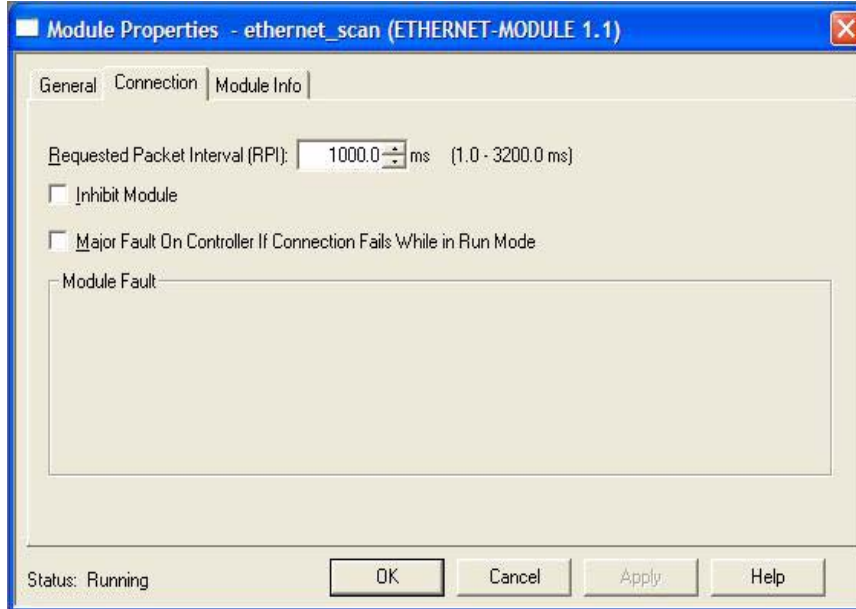 Module Properties - ethernet_scan (ETHERNET-MODULE 1.1)
General Connection Module Info
Requested Packet Interval (RPI): 1000.0 ms (1.0 - 3200.0 ms)
Inhibit Module
Major Fault On Controller If Connection Fails While in Run Mode
Module Fault
Status: Running OK Cancel Apply Help